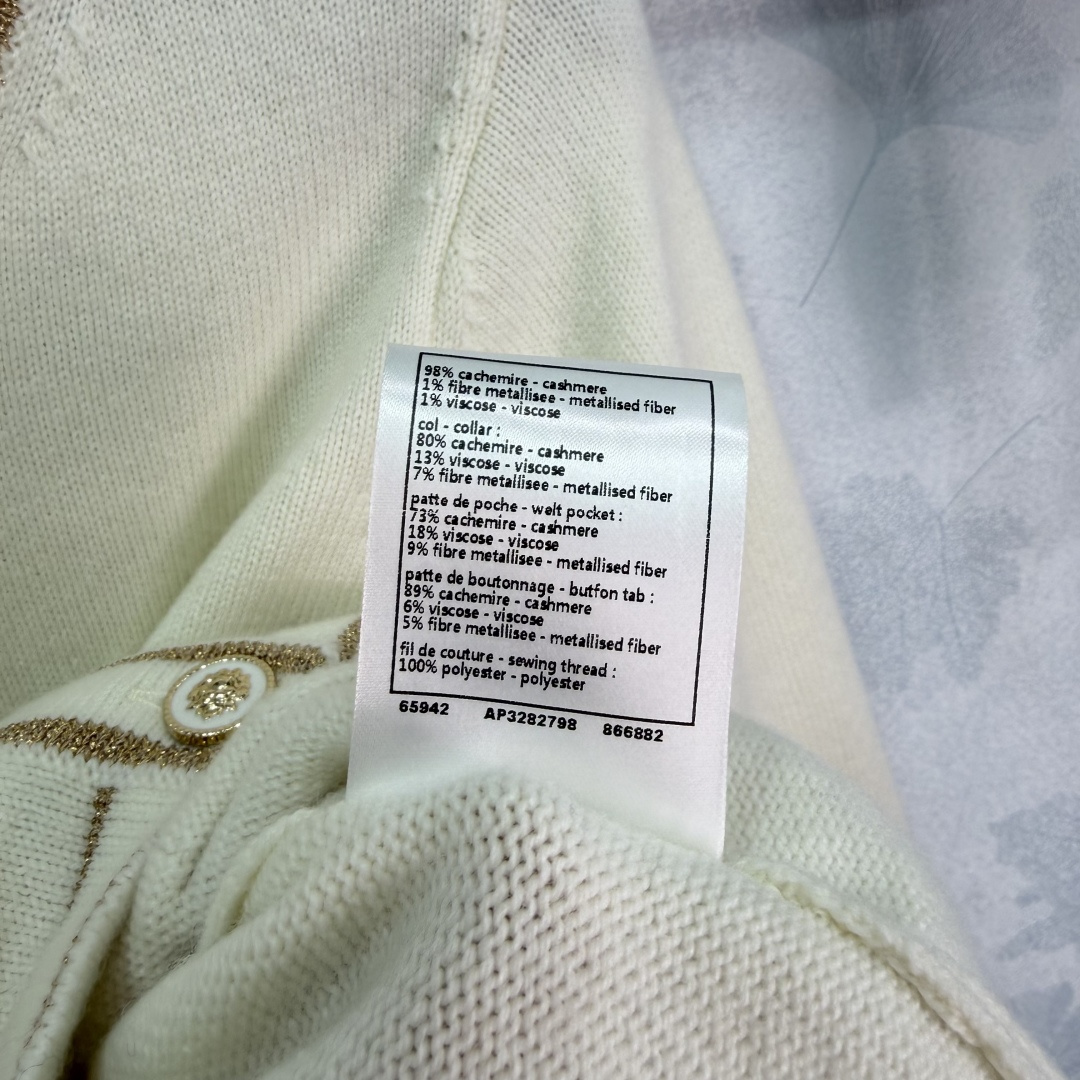 98% cachemire - cashmere
1% fibre metallisee - metallised fiber
1% viscose - viscose
col - collar :
80% cachemire - cashmere
13% viscose - viscose
7% fibre metallisee - metallised fiber
patte de poche - welt pocket :
73% cachemire - cashmere
18% viscose - viscose
9% fibre metallisee - metallised fiber
patte de boutonnage - butfon tab :
89% cachemire - cashmere
6% viscose - viscose
5% fibre metallisee - metallised fiber
fil de couture - sewing thread :
100% polyester - polyester
65942 AP3282798 866882